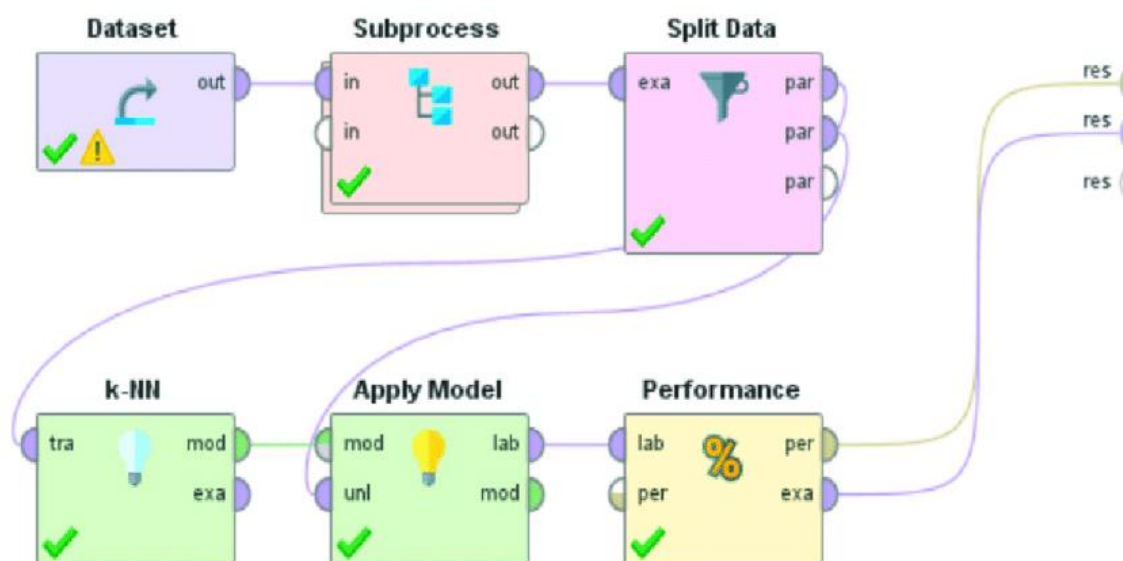 Dataset
Subprocess
Split Data
out
in
out
exa
par
res
in
out
par
res
par
res
k-NN
Apply Model
Performance
tra
mod
mod
lab
lab
per
exa
unl
mod
per
exa